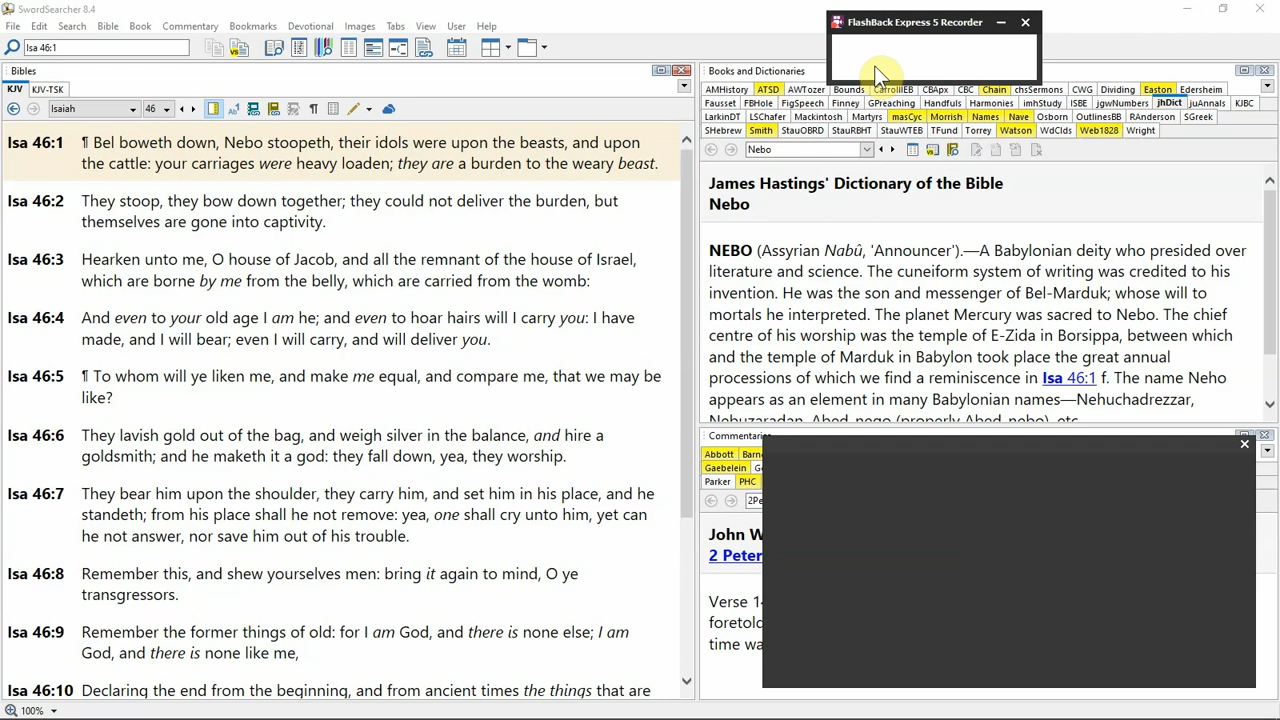 SwordSearcher 8.4
File Edit Search Bible Book Commentary Bookmarks Devotional Images Tabs View User Help
Isa 46:1
FlashBack Express 5 Recorder
Bibles
KJV KJV-TSK
Isaiah 46
Isa 46:1 ¶ Bel boweth down, Nebo stoopeth, their idols were upon the beasts, and upon
the cattle: your carriages were heavy loaden; they are a burden to the weary beast.
Isa 46:2 They stoop, they bow down together; they could not deliver the burden, but
themselves are gone into captivity.
Isa 46:3 Hearken unto me, O house of Jacob, and all the remnant of the house of Israel,
which are borne by me from the belly, which are carried from the womb:
Isa 46:4 And even to your old age I am he; and even to hoar hairs will I carry you: I have
made, and I will bear; even I will carry, and will deliver you.
Isa 46:5 ¶ To whom will ye liken me, and make me equal, and compare me, that we may be
like?
Isa 46:6 They lavish gold out of the bag, and weigh silver in the balance, and hire a
goldsmith; and he maketh it a god: they fall down, yea, they worship.
Isa 46:7 They bear him upon the shoulder, they carry him, and set him in his place, and he
standeth; from his place shall he not remove: yea, one shall cry unto him, yet can
he not answer, nor save him out of his trouble.
Isa 46:8 Remember this, and shew yourselves men: bring it again to mind, O ye
transgressors.
Isa 46:9 Remember the former things of old: for I am God, and there is none else; I am
God, and there is none like me,
Isa 46:10 Declaring the end from the beginning, and from ancient times the things that are
100%
Books and Dictionaries
AMHistory ATSD AWTozer Bounds CarrollIEB CBApx CBC Chain chsSermons CWG Dividing Easton Edersheim
Fausset FBHole FigSpeech Finney GPreaching Handfuls Harmonies imhStudy ISBE jgwNumbers jhDict juAnnals KJBC
LarkinDT LSChafer Mackintosh Martyrs masCyc Morrish Names Nave Osborn OutlinesBB RAnderson SGreek
SHebrew Smith StauOBRD StauRBHT StauWTEB TFund Torrey Watson WdClds Web1828 Wright
Nebo
James Hastings' Dictionary of the Bible
Nebo
NEBO (Assyrian Nabû, 'Announcer').—A Babylonian deity who presided over
literature and science. The cuneiform system of writing was credited to his
invention. He was the son and messenger of Bel-Marduk; whose will to
mortals he interpreted. The planet Mercury was sacred to Nebo. The chief
centre of his worship was the temple of E-Zida in Borsippa, between which
and the temple of Marduk in Babylon took place the great annual
processions of which we find a reminiscence in Isa 46:1 f. The name Neho
appears as an element in many Babylonian names—Nehuchadrezzar,
Nebuzaradan, Abed-nego (properly Abed-nebo), etc.
Commentarie
Abbott Barn
Gaebelein
Parker PHC
2Pe
John W
2 Peter
Verse
foretol
time wa